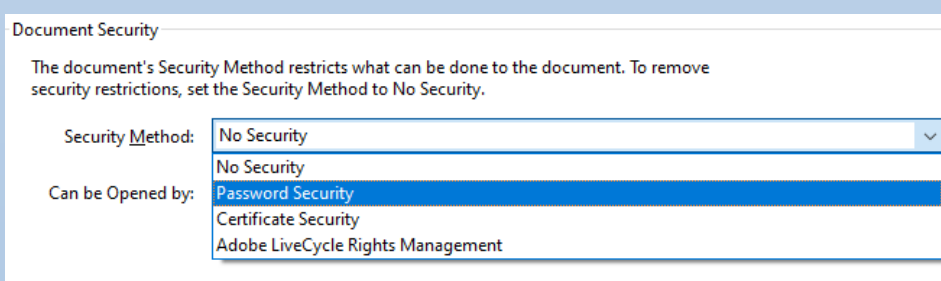 Document Security
The document's Security Method restricts what can be done to the document. To remove
security restrictions, set the Security Method to No Security.
Security Method: No Security
No Security
Can be Opened by: Password Security
Certificate Security
Adobe LiveCycle Rights Management